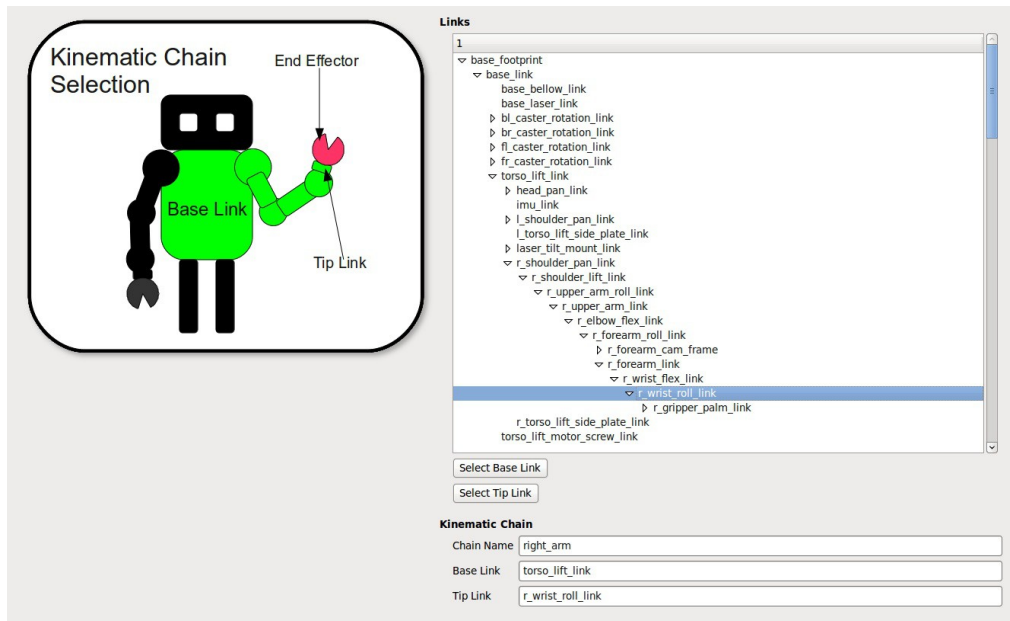 Kinematic Chain
Selection
End Effector
Base Link
Tip Link
Links
1
base_footprint
base_link
base_bellow_link
base_laser_link
bl_caster_rotation_link
br_caster_rotation_link
fl_caster_rotation_link
fr_caster_rotation_link
torso_lift_link
head_pan_link
imu_link
l_shoulder_pan_link
l_torso_lift_side_plate_link
laser_tilt_mount_link
r_shoulder_pan_link
r_shoulder_lift_link
r_upper_arm_roll_link
r_upper_arm_link
r_elbow_flex_link
r_forearm_roll_link
r_forearm_cam_frame
r_forearm_link
r_wrist_flex_link
r_wrist_roll_link
r_gripper_palm_link
r_torso_lift_side_plate_link
torso_lift_motor_screw_link
Select Base Link
Select Tip Link
Kinematic Chain
Chain Name right_arm
Base Link torso_lift_link
Tip Link r_wrist_roll_link